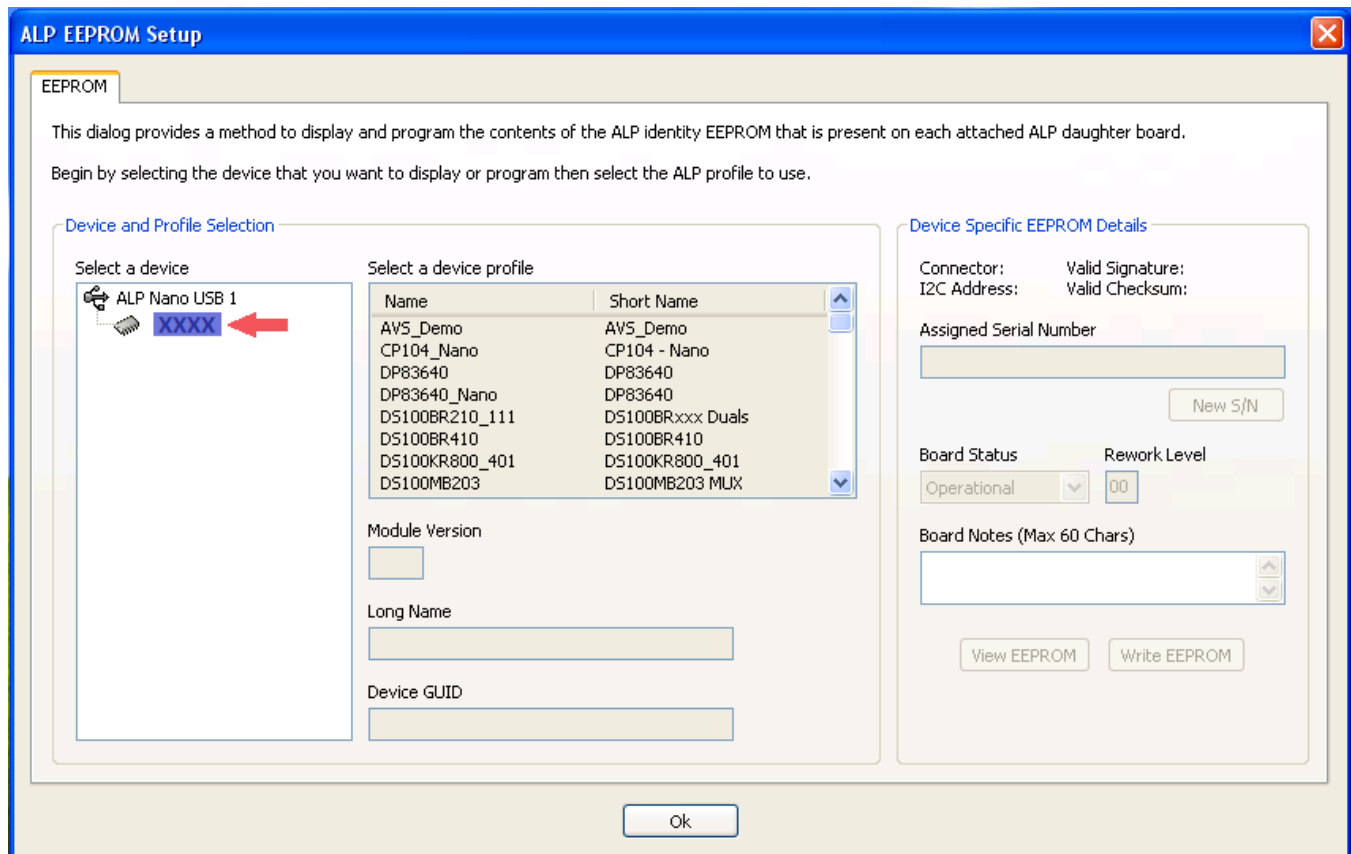 ALP EEPROM Setup
EEPROM
This dialog provides a method to display and program the contents of the ALP identity EEPROM that is present on each attached ALP daughter board.
Begin by selecting the device that you want to display or program then select the ALP profile to use.
Device and Profile Selection
Select a device
ALP Nano USB 1
XXXX
Select a device profile
Name Short Name
AVS_Demo AVS_Demo
CP104_Nano CP104 - Nano
DP83640 DP83640
DP83640_Nano DP83640
DS100BR210_111 DS100BRxxx Duals
DS100BR410 DS100BR410
DS100KR800_401 DS100KR800_401
DS100MB203 DS100MB203 MUX
Module Version
Long Name
Device GUID
Device Specific EEPROM Details
Connector: Valid Signature:
I2C Address: Valid Checksum:
Assigned Serial Number
New S/N
Board Status Rework Level
Operational 00
Board Notes (Max 60 Chars)
View EEPROM Write EEPROM
Ok